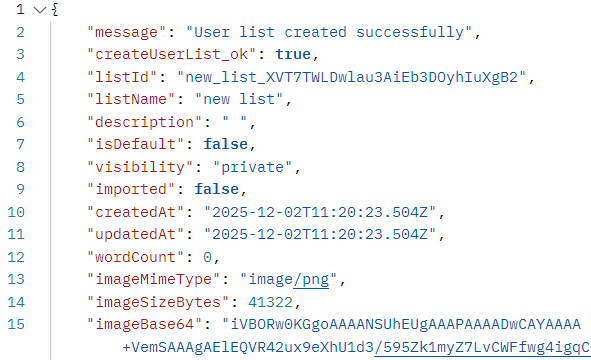 1 {
2 "message": "User list created successfully",
3 "createUserList_ok": true,
4 "listId": "new_list_XVT7TWLDwlau3AiEb3DOyhIuXgB2",
5 "listName": "new list",
6 "description": " ",
7 "isDefault": false,
8 "visibility": "private",
9 "imported": false,
10 "createdAt": "2025-12-02T11:20:23.504Z",
11 "updatedAt": "2025-12-02T11:20:23.504Z",
12 "wordCount": 0,
13 "imageMimeType": "image/png",
14 "imageSizeBytes": 41322,
15 "imageBase64": "iVBORw0KGgoAAAANSUhEUgAAAPAAAADwCAYAAAA
+VemSAAAgAElEQVR42ux9eXhU1d3/595Zk1myZ7LvCWFfwg4igqC